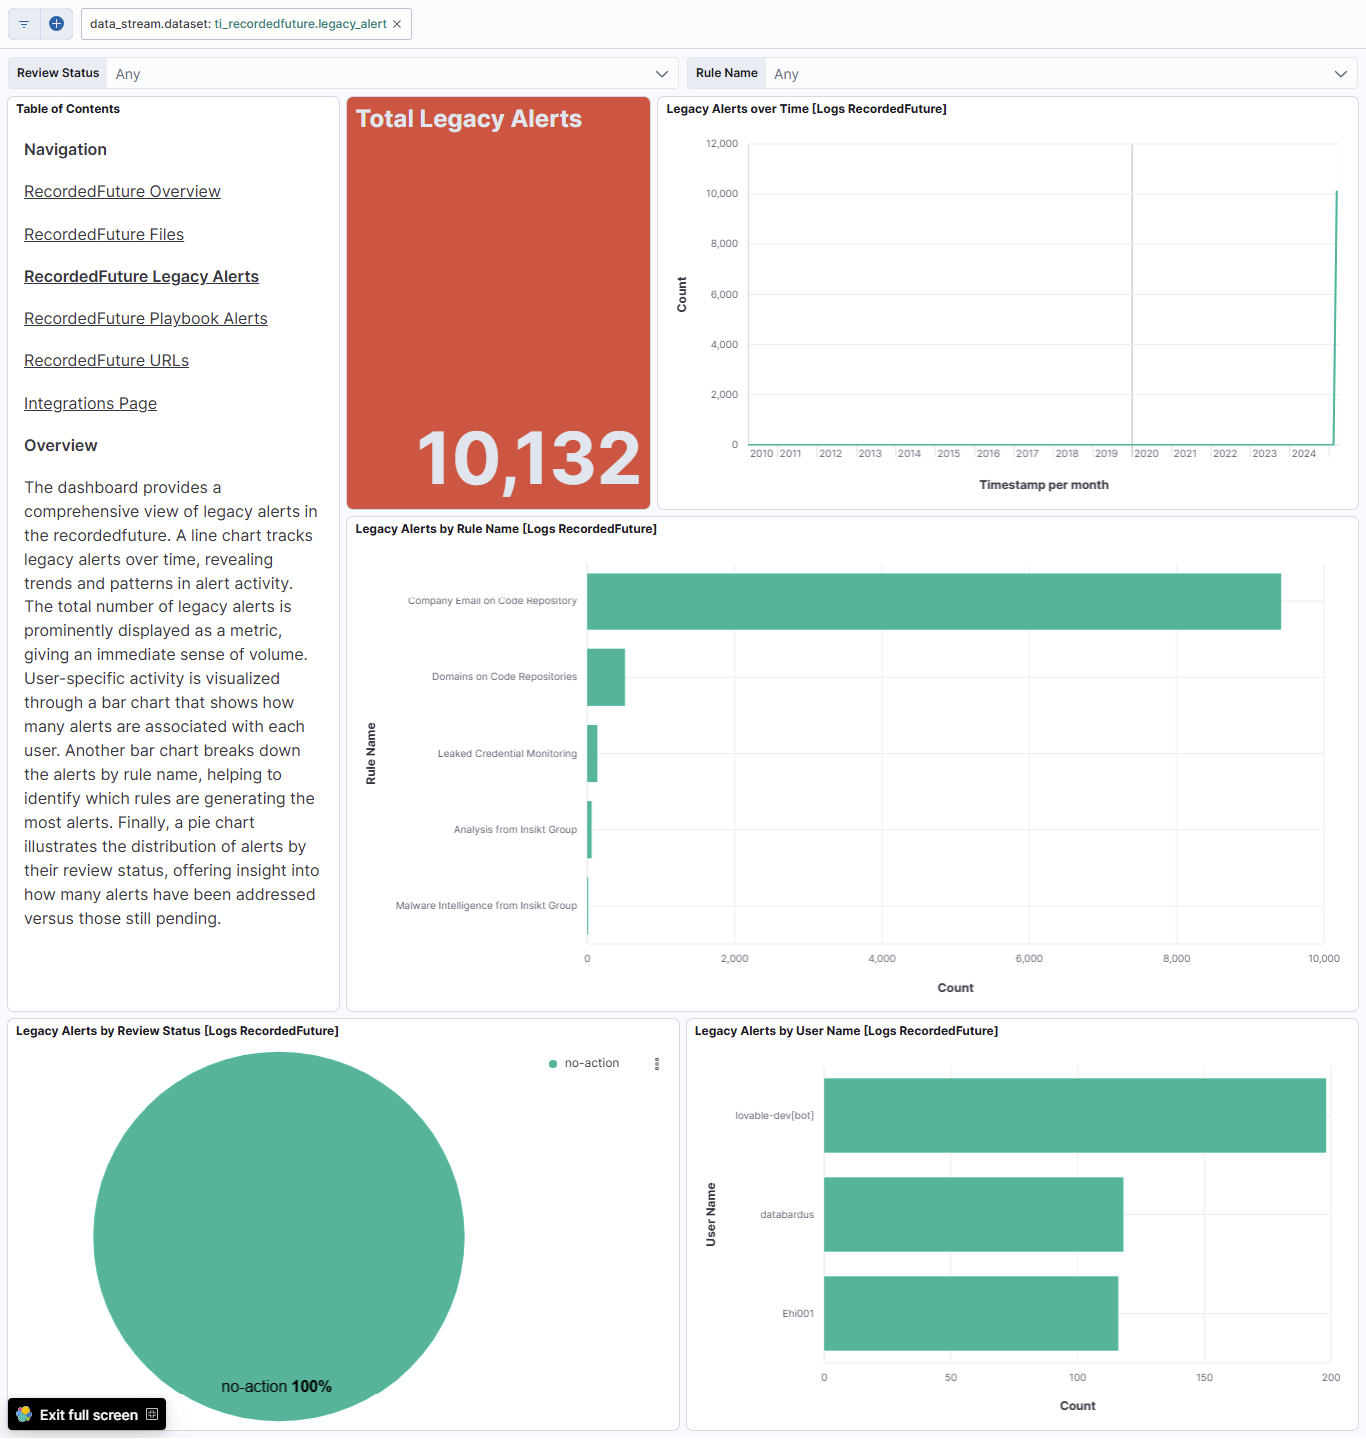 data_stream.dataset: ti_recordedfuture.legacy_alert
Review Status
Any
Rule Name
Any
Table of Contents
Navigation
RecordedFuture Overview
RecordedFuture Files
RecordedFuture Legacy Alerts
RecordedFuture Playbook Alerts
RecordedFuture URLs
Integrations Page
Overview
The dashboard provides a
comprehensive view of legacy alerts in
the recordedfuture. A line chart tracks
legacy alerts over time, revealing
trends and patterns in alert activity.
The total number of legacy alerts is
prominently displayed as a metric,
giving an immediate sense of volume.
User-specific activity is visualized
through a bar chart that shows how
many alerts are associated with each
user. Another bar chart breaks down
the alerts by rule name, helping to
identify which rules are generating the
most alerts. Finally, a pie chart
illustrates the distribution of alerts by
their review status, offering insight into
how many alerts have been addressed
versus those still pending.
Total Legacy Alerts
10,132
Legacy Alerts over Time [Logs RecordedFuture]
12,000
10,000
8,000
6,000
4,000
2,000
0
Count
2010 2011 2012 2013 2014 2015 2016 2017 2018 2019 2020 2021 2022 2023 2024
Timestamp per month
Legacy Alerts by Rule Name [Logs RecordedFuture]
Rule Name
Company Email on Code Repository
Domains on Code Repositories
Leaked Credential Monitoring
Analysis from Insikt Group
Malware Intelligence from Insikt Group
0 2,000 4,000 6,000 8,000 10,000
Count
Legacy Alerts by Review Status [Logs RecordedFuture]
no-action
no-action 100%
Exit full screen
Legacy Alerts by User Name [Logs RecordedFuture]
User Name
lovable-dev[bot]
databardus
Ehi001
0 50 100 150 200
Count